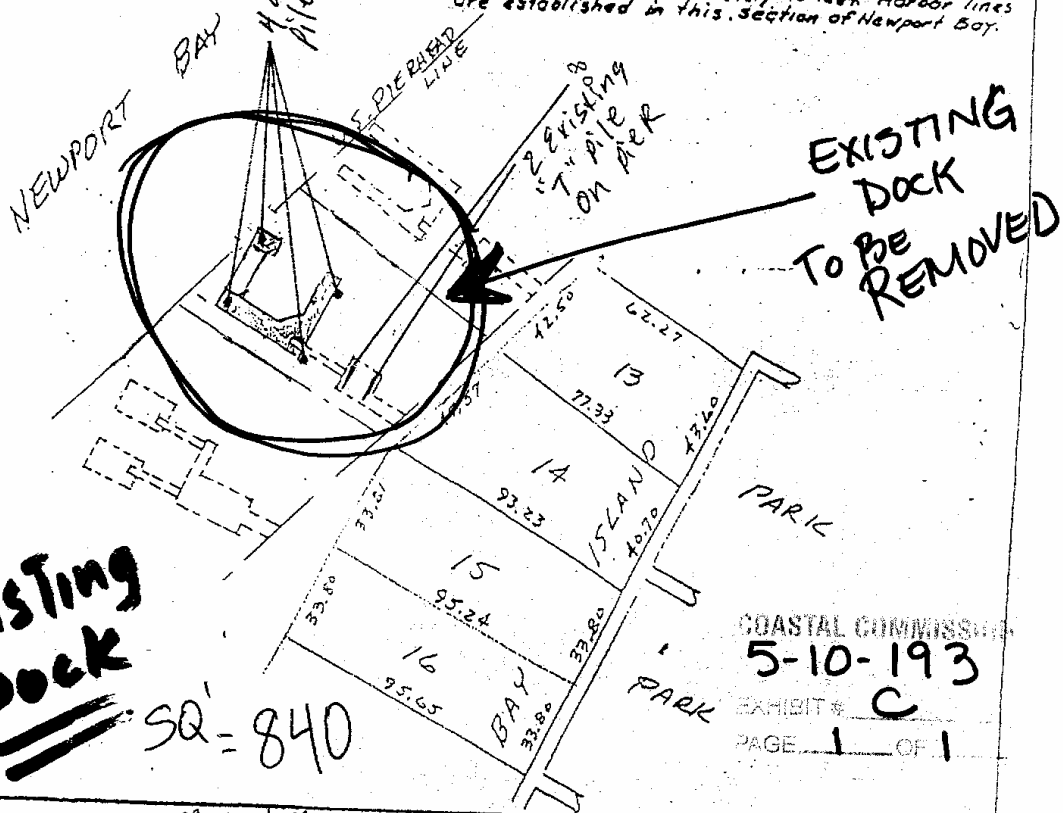 Harbor lines
are established in this section of Newport Bay.
NEWPORT BAY
PIERHEAD
LINE
2 Existing
"T" pile
on pier
EXISTING
DOCK
TO BE
REMOVED
42.50
62.27
13
77.33
43.60
14
93.23
40.70
33.81
15
95.24
33.80
33.80
16
95.65
33.80
BAY ISLAND
PARK
PARK
Dock
SQ' = 840
COASTAL COMMISSION
5-10-193
EXHIBIT # C
PAGE 1 OF 1